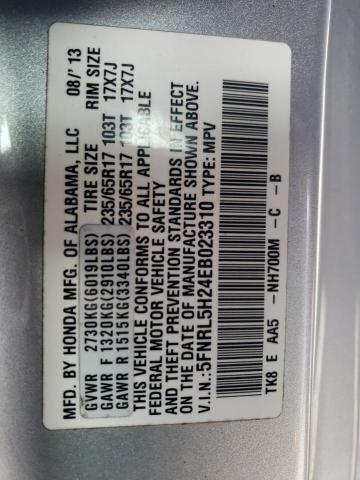 MFD. BY HONDA MFG. OF ALABAMA, LLC 08/'13
TIRE SIZE RIM SIZE
GVWR 2730KG(6019LBS)
GAWR F 1320KG(2910LBS) 235/65R17 103T 17X7J
GAWR R 1515KG(3340LBS) 235/65R17 103T 17X7J
THIS VEHICLE CONFORMS TO ALL APPLICABLE
FEDERAL MOTOR VEHICLE SAFETY
AND THEFT PREVENTION STANDARDS IN EFFECT
ON THE DATE OF MANUFACTURE SHOWN ABOVE.
V.I.N.:5FNRL5H24EB023310 TYPE: MPV
TK8 E AA5 -NH700M - C - B